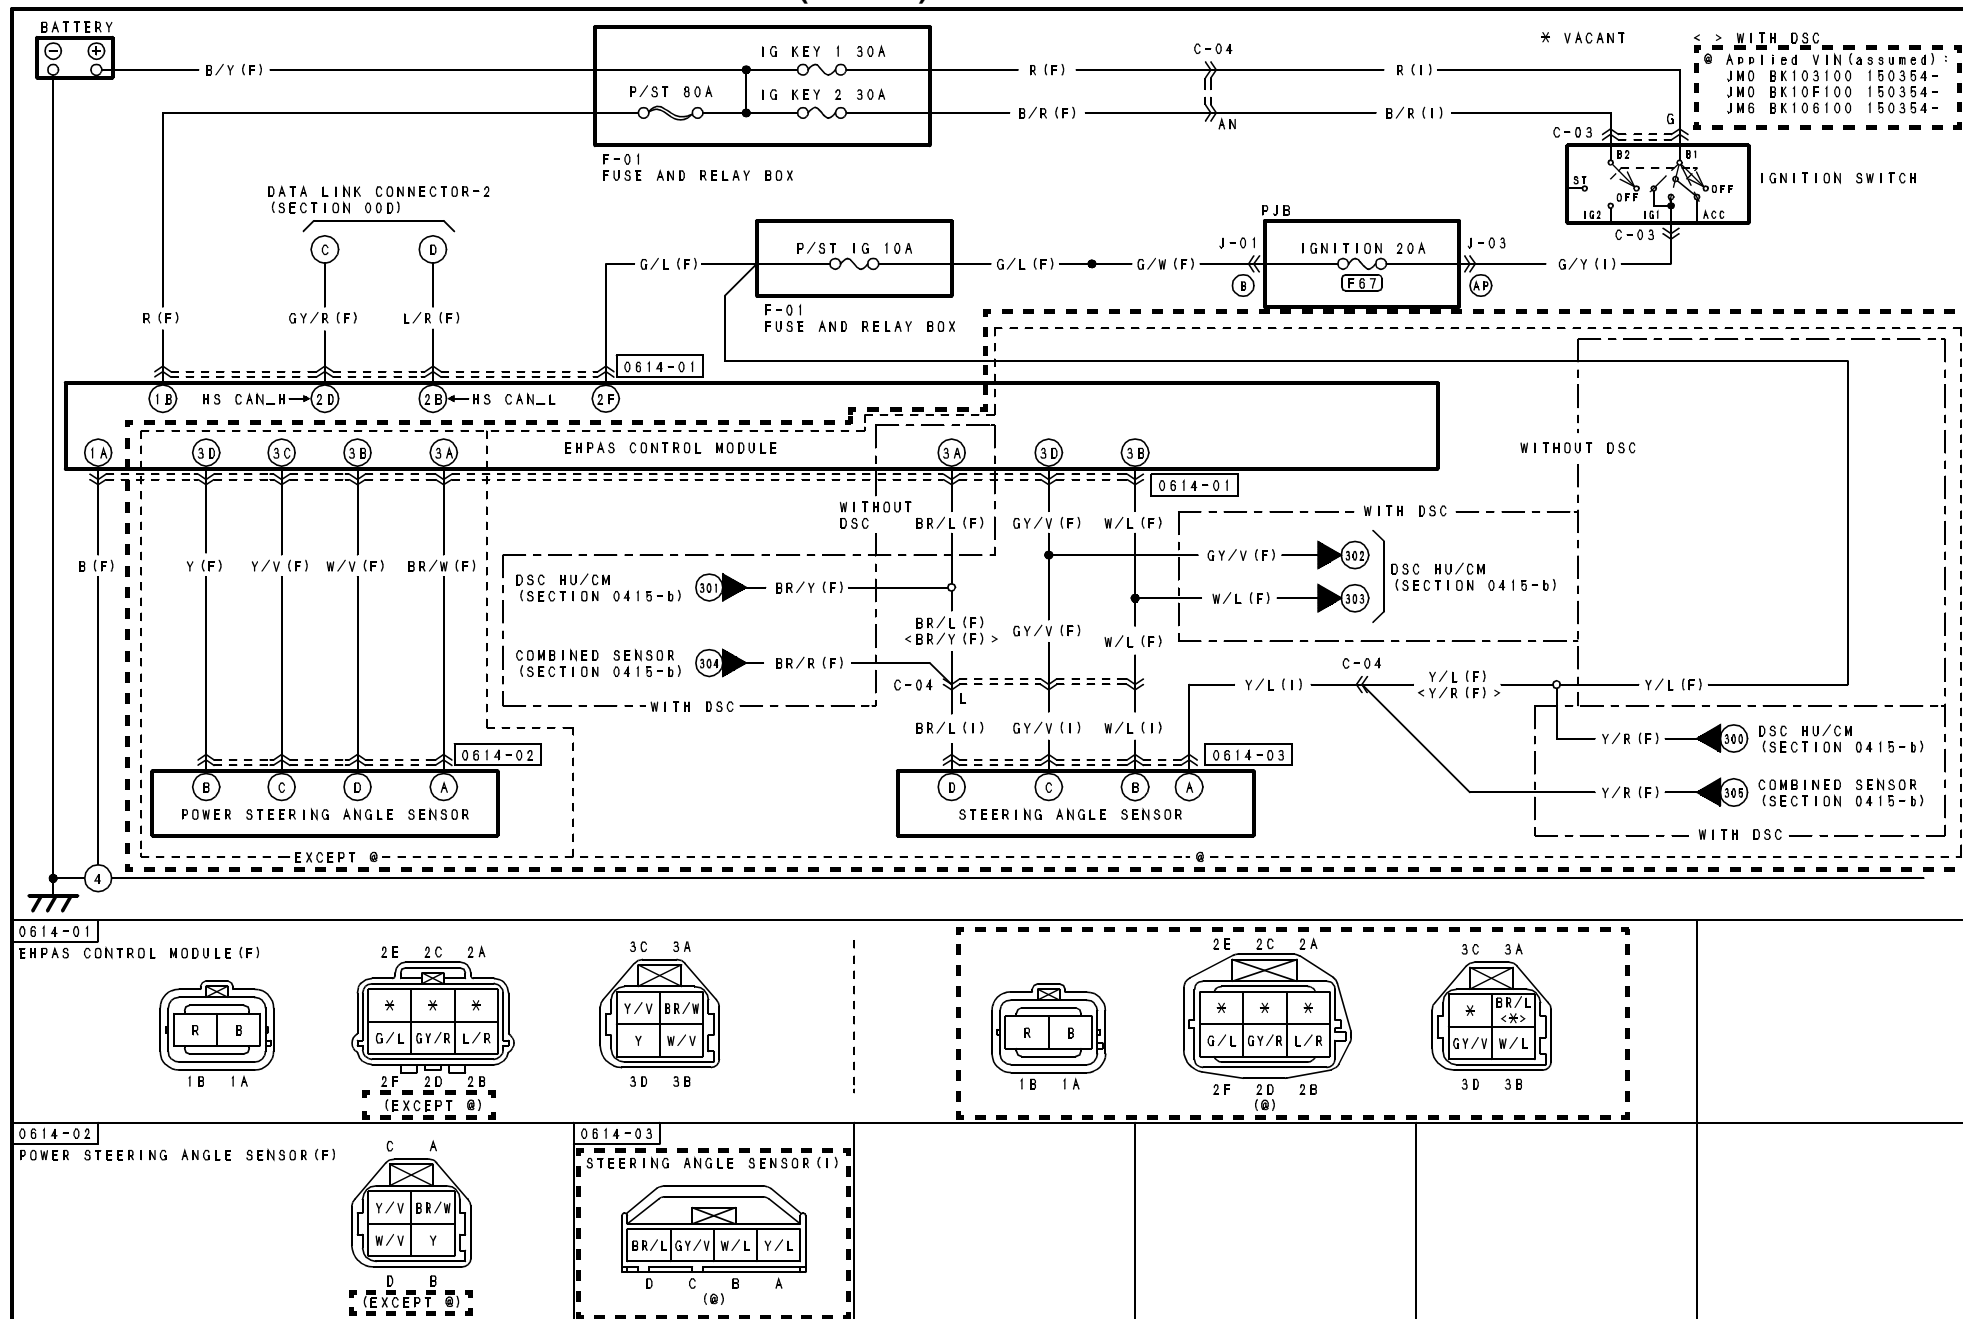 BATTERY
B/Y (F)
IG KEY 1 30A
P/ST 80A
IG KEY 2 30A
F-01
FUSE AND RELAY BOX
R (F)
C-04
R (I)
B/R (F)
AN
B/R (I)
* VACANT
< > WITH DSC
@ Applied VIN(assumed) :
JM0 BK103100 150354-
JM0 BK10F100 150354-
JM6 BK106100 150354-
C-03
G
B2
B1
ST
OFF
OFF
IG2
IG1
ACC
IGNITION SWITCH
C-03
DATA LINK CONNECTOR-2
(SECTION 00D)
C
D
G/L (F)
P/ST IG 10A
F-01
FUSE AND RELAY BOX
G/L (F)
G/W (F)
PJB
J-01
IGNITION 20A
J-03
F67
B
AP
G/Y (I)
R (F)
GY/R (F)
L/R (F)
0614-01
1B
HS CAN_H
2D
2B
HS CAN_L
2F
1A
3D
3C
3B
3A
EHPAS CONTROL MODULE
3A
3D
3B
WITHOUT DSC
0614-01
WITHOUT
DSC
BR/L (F)
GY/V (F)
W/L (F)
WITH DSC
B (F)
Y (F)
Y/V (F)
W/V (F)
BR/W (F)
DSC HU/CM
(SECTION 0415-b)
301
BR/Y (F)
GY/V (F)
302
W/L (F)
303
DSC HU/CM
(SECTION 0415-b)
BR/L (F)
<BR/Y (F) >
GY/V (F)
W/L (F)
COMBINED SENSOR
(SECTION 0415-b)
304
BR/R (F)
C-04
L
WITH DSC
C-04
Y/L (I)
Y/L (F)
<Y/R (F) >
Y/L (F)
BR/L (I)
GY/V (I)
W/L (I)
0614-02
0614-03
Y/R (F)
300
DSC HU/CM
(SECTION 0415-b)
B
C
D
A
POWER STEERING ANGLE SENSOR
D
C
B
A
STEERING ANGLE SENSOR
Y/R (F)
305
COMBINED SENSOR
(SECTION 0415-b)
WITH DSC
EXCEPT @
@
4
0614-01
EHPAS CONTROL MODULE (F)
R B
1B 1A
2E 2C 2A
* * *
G/L GY/R L/R
2F 2D 2B
(EXCEPT @)
3C 3A
Y/V BR/W
Y W/V
3D 3B
R B
1B 1A
2E 2C 2A
* * *
G/L GY/R L/R
2F 2D 2B
(@)
3C 3A
* BR/L
<*>
GY/V W/L
3D 3B
0614-02
POWER STEERING ANGLE SENSOR (F)
C A
Y/V BR/W
W/V Y
D B
(EXCEPT @)
0614-03
STEERING ANGLE SENSOR (I)
BR/L GY/V W/L Y/L
D C B A
(@)